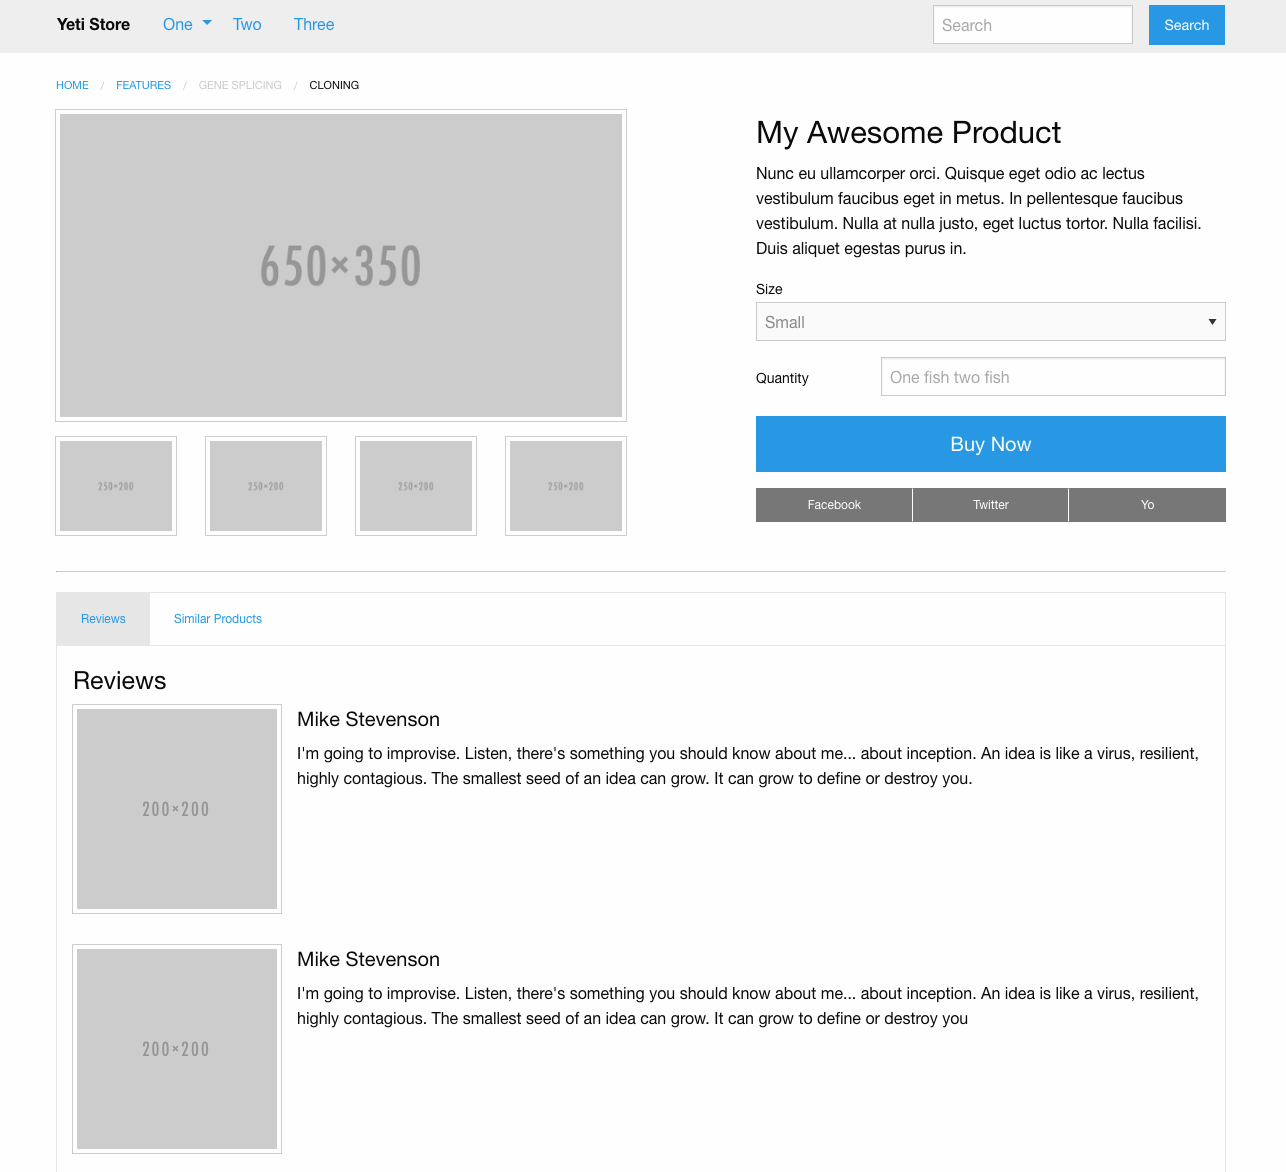 Yeti Store One Two Three Search Search
HOME / FEATURES / GENE SPLICING / CLONING
650×350
250×200 250×200 250×200 250×200
My Awesome Product
Nunc eu ullamcorper orci. Quisque eget odio ac lectus
vestibulum faucibus eget in metus. In pellentesque faucibus
vestibulum. Nulla at nulla justo, eget luctus tortor. Nulla facilisi.
Duis aliquet egestas purus in.
Size
Small
Quantity One fish two fish
Buy Now
Facebook Twitter Yo
Reviews Similar Products
Reviews
200×200
Mike Stevenson
I'm going to improvise. Listen, there's something you should know about me... about inception. An idea is like a virus, resilient,
highly contagious. The smallest seed of an idea can grow. It can grow to define or destroy you.
200×200
Mike Stevenson
I'm going to improvise. Listen, there's something you should know about me... about inception. An idea is like a virus, resilient,
highly contagious. The smallest seed of an idea can grow. It can grow to define or destroy you